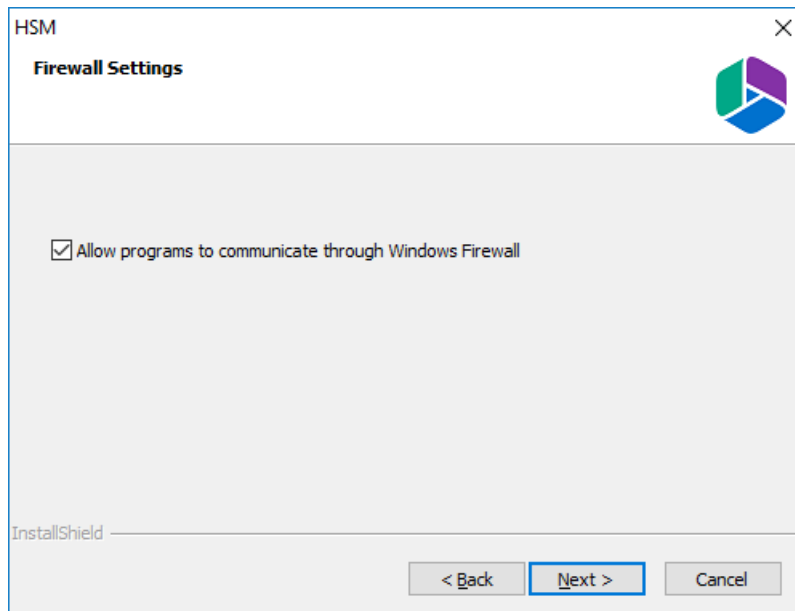 HSM
Firewall Settings
Allow programs to communicate through Windows Firewall
InstallShield
< Back
Next >
Cancel